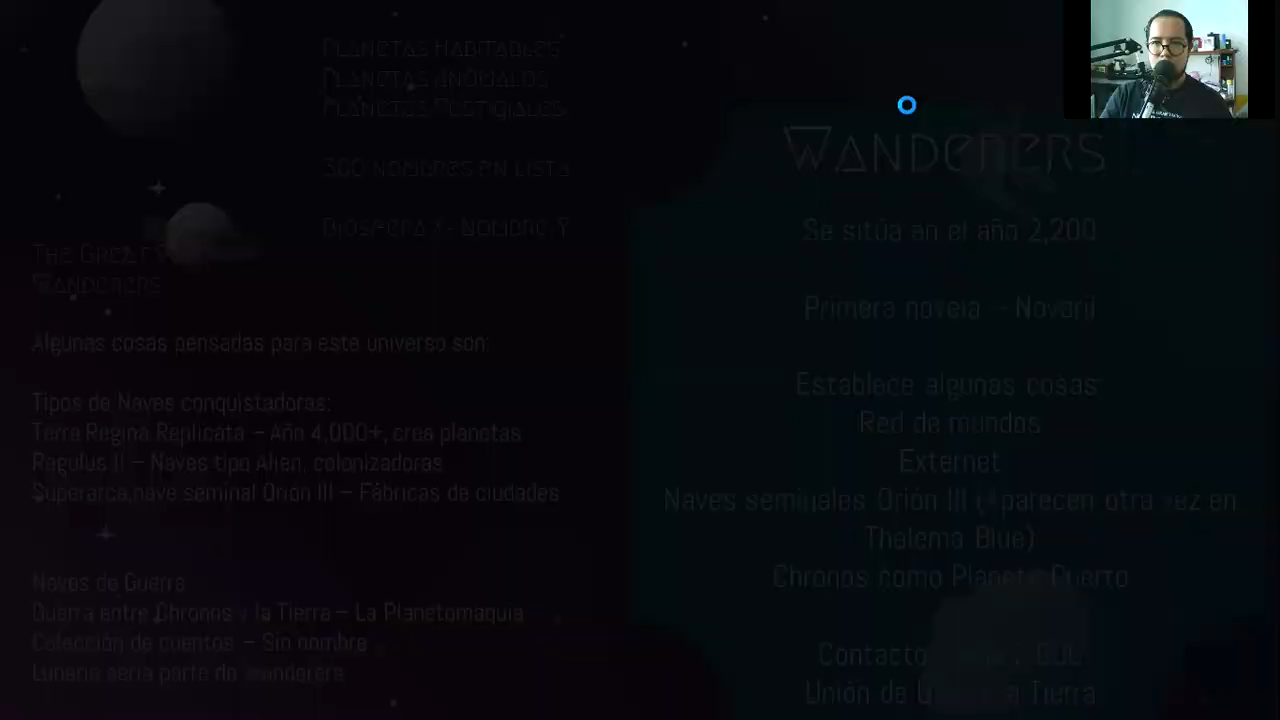 Planetas Habitables
Planetas Anómalos
Planetas Vestigiales
300 nombres en lista
Biosfera X- nombre Y
The Great
Wanderers
Algunas cosas pensadas para este universo son:
Tipos de Naves conquistadoras:
Terra Regina Replicata – Año 4,000+, crea planetas
Regulus II – Naves tipo Alien, colonizadoras
Superarca nave seminal Orión III – Fábricas de ciudades
Naves de Guerra
Guerra entre Chronos y la Tierra – La Planetomaquia
Colección de cuentos – Sin nombre
Lunaria sería parte de wanderers
Wanderers
Se sitúa en el año 2,200
Primera novela – Novarii
Establece algunas cosas:
Red de mundos
Externet
Naves seminales Orión III (Aparecen otra vez en
Thalema Blue)
Chronos como Planeta Puerto
Contacto
Unión de la Tierra